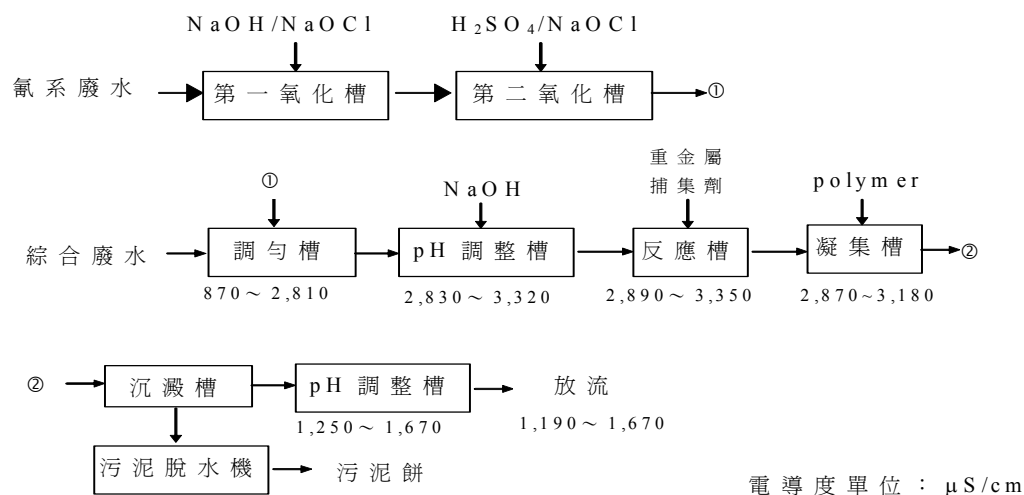 NaOH/NaOCl
H₂SO₄/NaOCl
氰系廢水
第一氧化槽
第二氧化槽
①
①
NaOH
重金屬
捕集劑
polymer
綜合廢水
調勻槽
pH 調整槽
反應槽
凝集槽
②
870～2,810
2,830～3,320
2,890～3,350
2,870~3,180
②
沉澱槽
pH 調整槽
放流
1,250～1,670
1,190～1,670
污泥脫水機
污泥餅
電導度單位：μS/cm